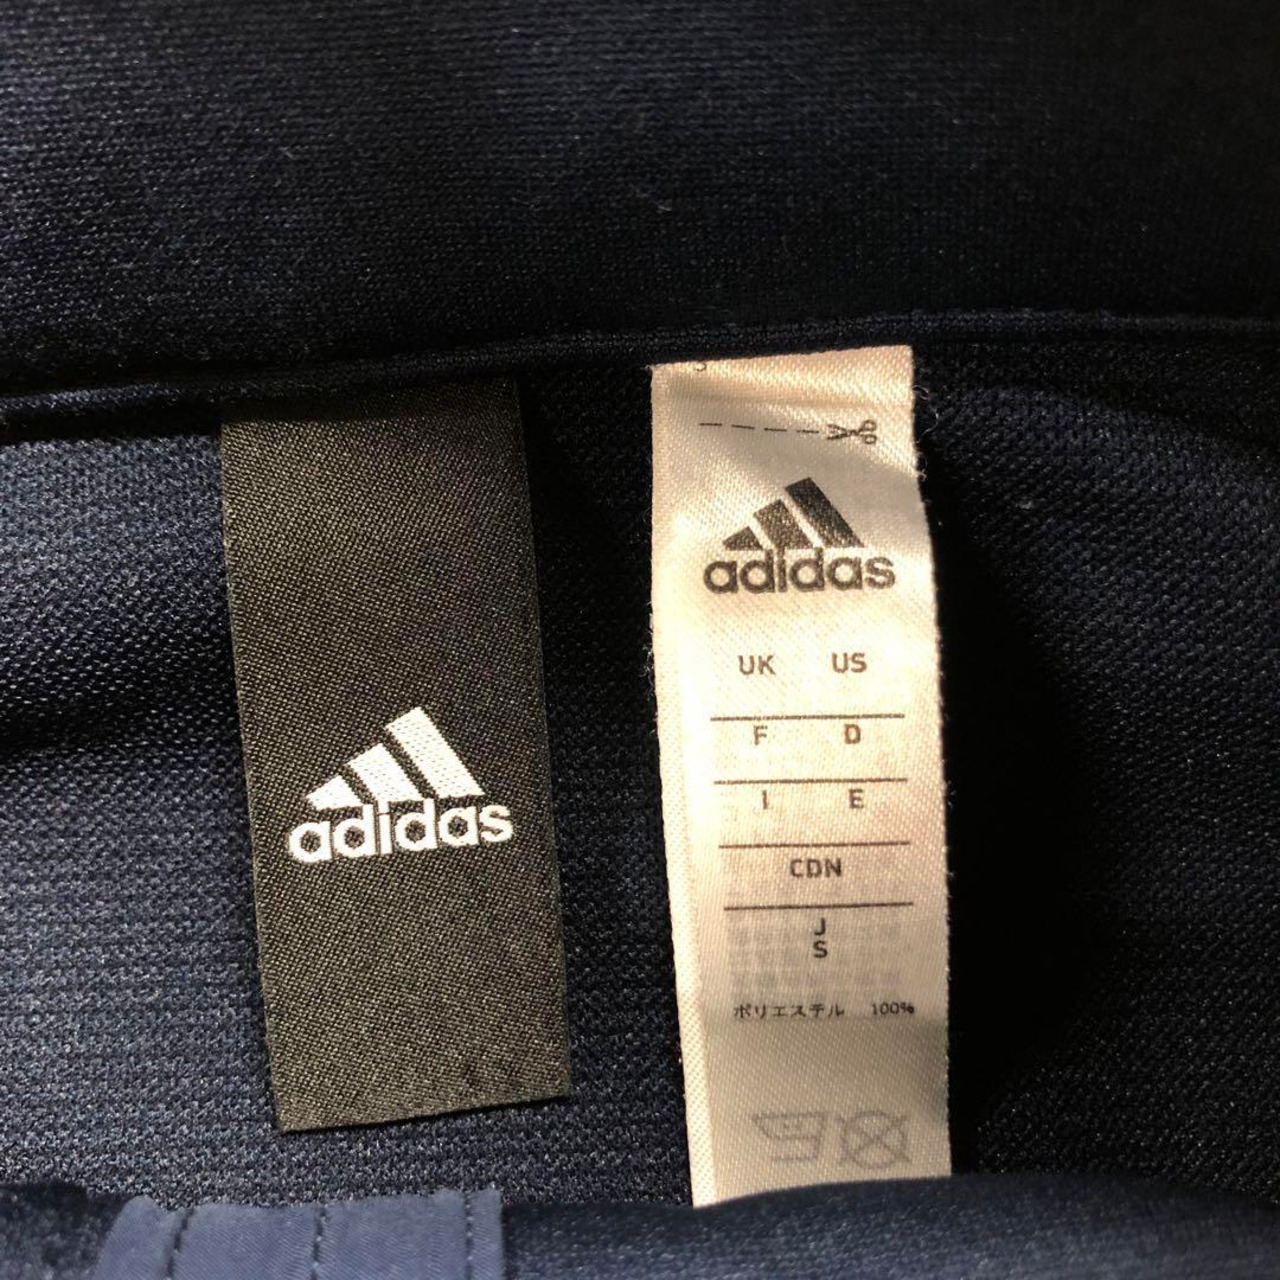 adidas
adidas
UK US
F D
I E
CDN
J
S
ポリエステル 100%